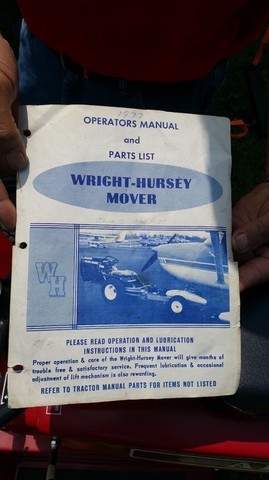 1977
OPERATORS MANUAL
and
PARTS LIST
WRIGHT-HURSEY
MOVER
WH
PLEASE READ OPERATION AND LUBRICATION
INSTRUCTIONS IN THIS MANUAL
Proper operation & care of the Wright-Hursey Mover will give months of
trouble free & satisfactory service. Frequent lubrication & occasional
adjustment of lift mechanism is also rewarding.
REFER TO TRACTOR MANUAL PARTS FOR ITEMS NOT LISTED